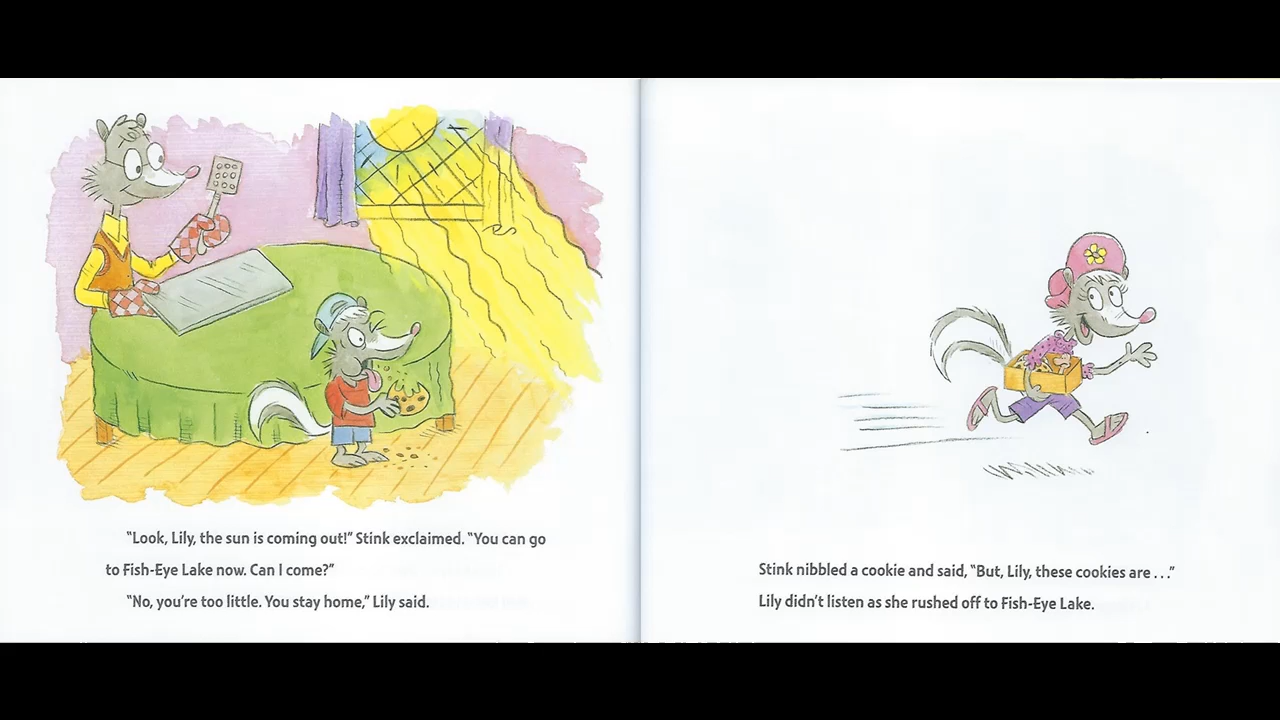 "Look, Lily, the sun is coming out!" Stink exclaimed. "You can go
to Fish-Eye Lake now. Can I come?"
"No, you're too little. You stay home," Lily said.
Stink nibbled a cookie and said, "But, Lily, these cookies are . . ."
Lily didn't listen as she rushed off to Fish-Eye Lake.